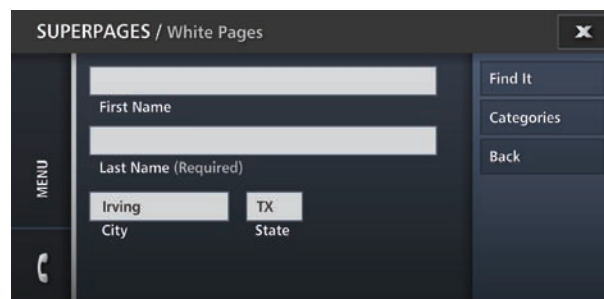 SUPERPAGES / White Pages
MENU
First Name
Last Name (Required)
Irving TX
City State
Find It
Categories
Back